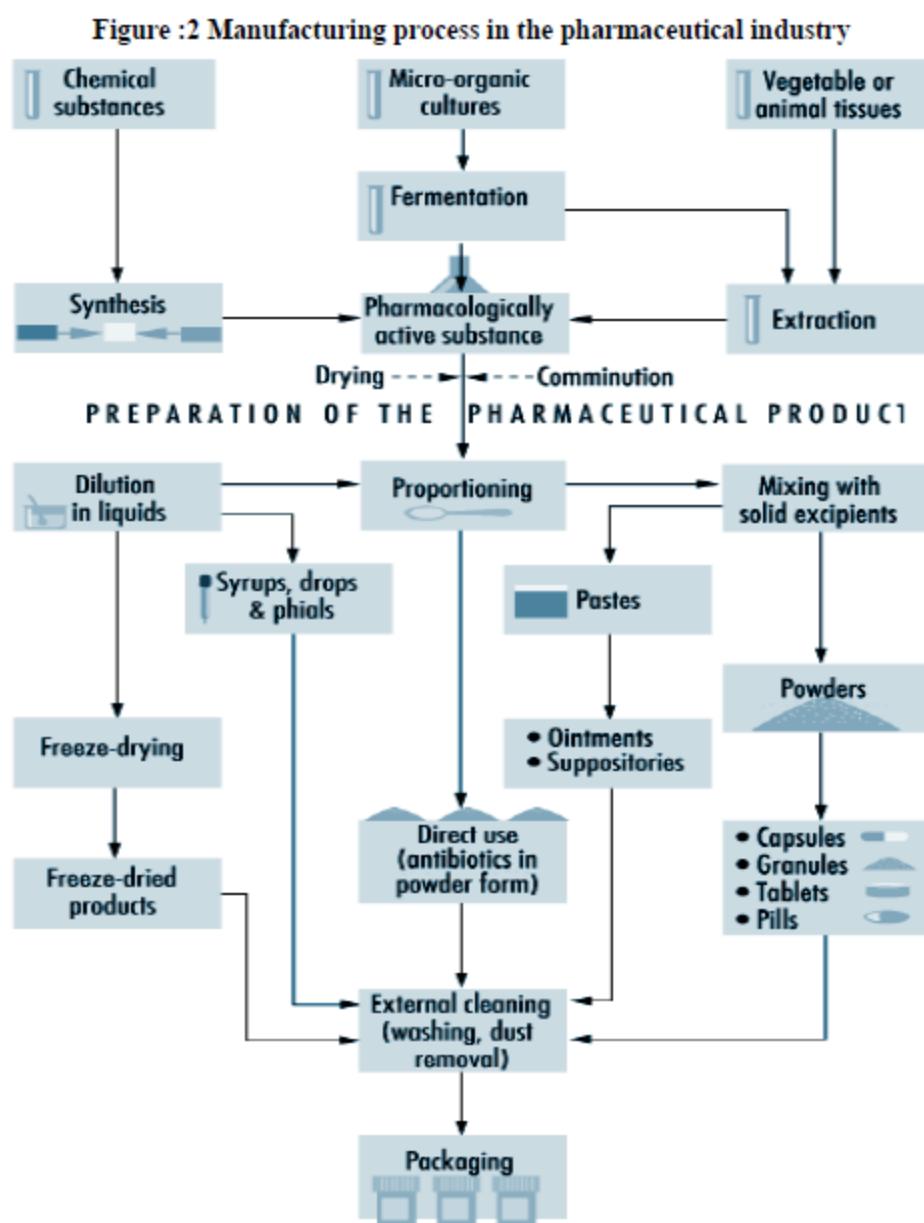 Figure :2 Manufacturing process in the pharmaceutical industry
Chemical
substances
Micro-organic
cultures
Vegetable or
animal tissues
Fermentation
Synthesis
Pharmacologically
active substance
Extraction
Drying
Comminution
PREPARATION OF THE PHARMACEUTICAL PRODUCT
Dilution
in liquids
Proportioning
Mixing with
solid excipients
Syrups, drops
& phials
Pastes
Powders
Freeze-drying
• Ointments
• Suppositories
Direct use
(antibiotics in
powder form)
• Capsules
• Granules
• Tablets
• Pills
Freeze-dried
products
External cleaning
(washing, dust
removal)
Packaging